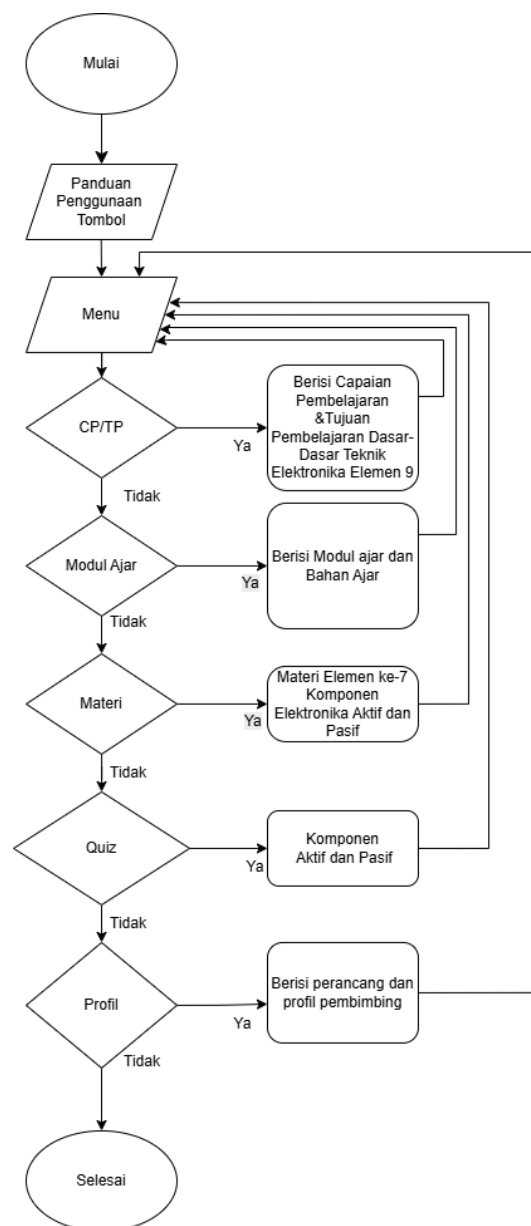 Mulai
Panduan
Penggunaan
Tombol
Menu
CP/TP
Ya
Berisi Capaian
Pembelajaran
&Tujuan
Pembelajaran Dasar-
Dasar Teknik
Elektronika Elemen 9
Tidak
Modul Ajar
Ya
Berisi Modul ajar dan
Bahan Ajar
Tidak
Materi
Ya
Materi Elemen ke-7
Komponen
Elektronika Aktif dan
Pasif
Tidak
Quiz
Ya
Komponen
Aktif dan Pasif
Tidak
Profil
Ya
Berisi perancang dan
profil pembimbing
Tidak
Selesai